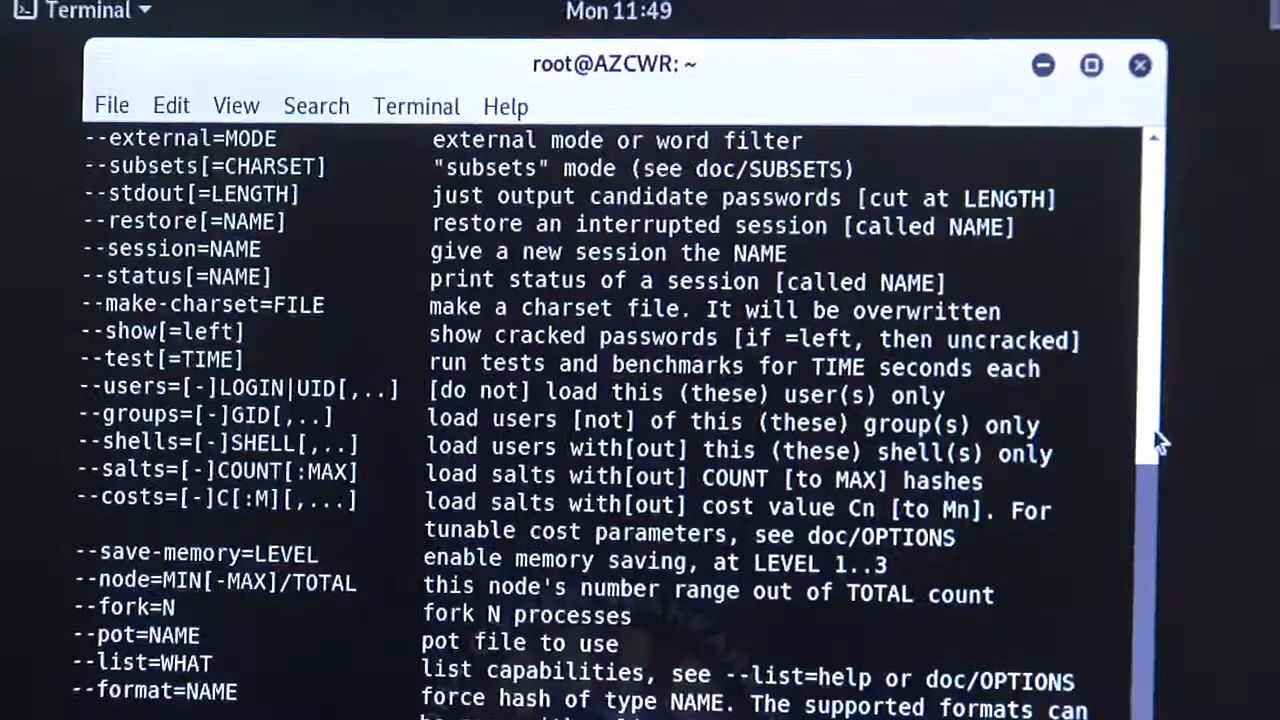 Terminal
Mon 11:49
root@AZCWR: ~
File Edit View Search Terminal Help
--external=MODE external mode or word filter
--subsets[=CHARSET] "subsets" mode (see doc/SUBSETS)
--stdout[=LENGTH] just output candidate passwords [cut at LENGTH]
--restore[=NAME] restore an interrupted session [called NAME]
--session=NAME give a new session the NAME
--status[=NAME] print status of a session [called NAME]
--make-charset=FILE make a charset file. It will be overwritten
--show[=left] show cracked passwords [if =left, then uncracked]
--test[=TIME] run tests and benchmarks for TIME seconds each
--users=[-]LOGIN|UID[,..] [do not] load this (these) user(s) only
--groups=[-]GID[,..] load users [not] of this (these) group(s) only
--shells=[-]SHELL[,..] load users with[out] this (these) shell(s) only
--salts=[-]COUNT[:MAX] load salts with[out] COUNT [to MAX] hashes
--costs=[-]C[:M][,...] load salts with[out] cost value Cn [to Mn]. For
tunable cost parameters, see doc/OPTIONS
--save-memory=LEVEL enable memory saving, at LEVEL 1..3
--node=MIN[-MAX]/TOTAL this node's number range out of TOTAL count
--fork=N fork N processes
--pot=NAME pot file to use
--list=WHAT list capabilities, see --list=help or doc/OPTIONS
--format=NAME force hash of type NAME. The supported formats can